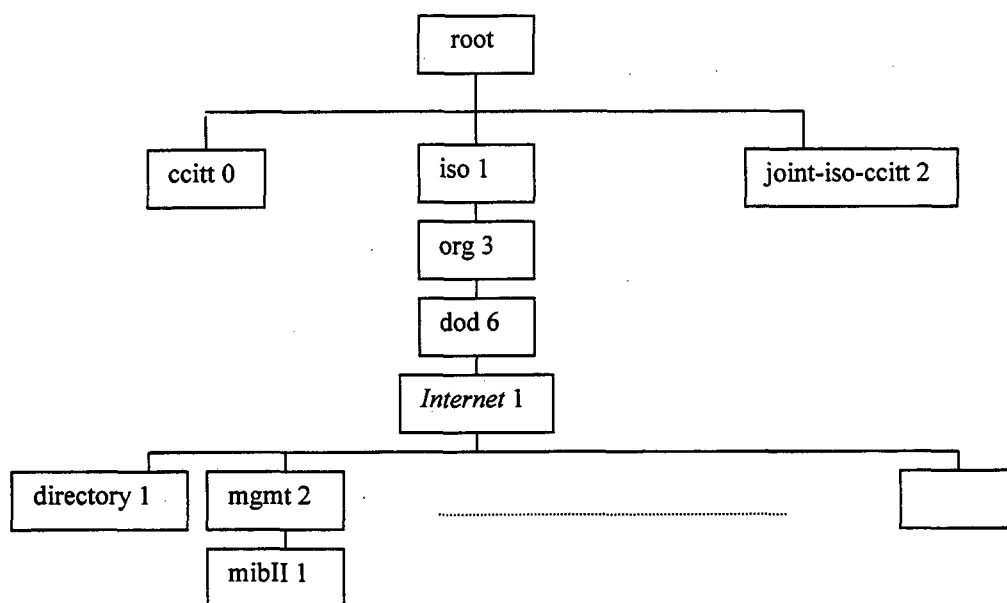 root
ccitt 0
iso 1
joint-iso-ccitt 2
org 3
dod 6
Internet 1
directory 1
mgmt 2
mibII 1